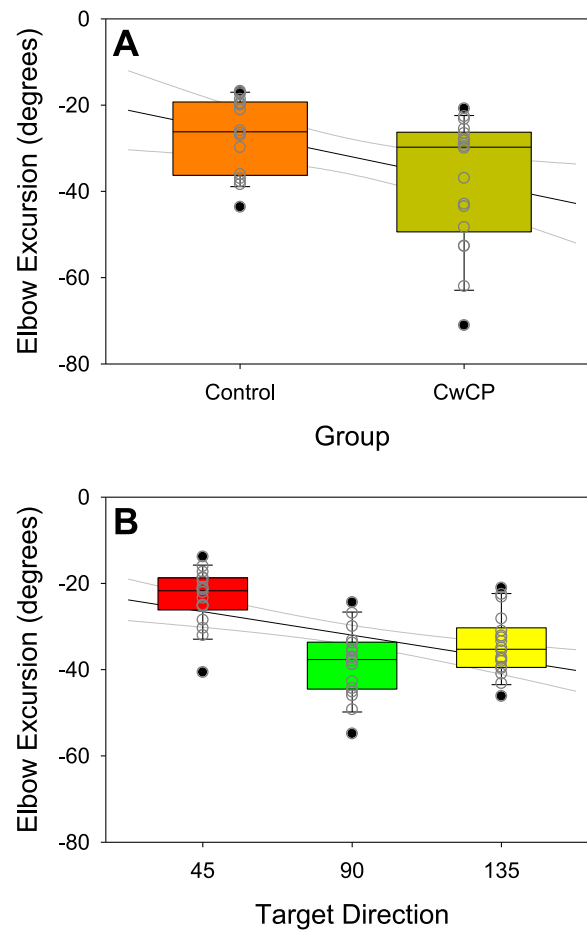 A
0
-20
-40
-60
-80
Elbow Excursion (degrees)
Control CwCP
Group
B
0
-20
-40
-60
-80
Elbow Excursion (degrees)
45 90 135
Target Direction